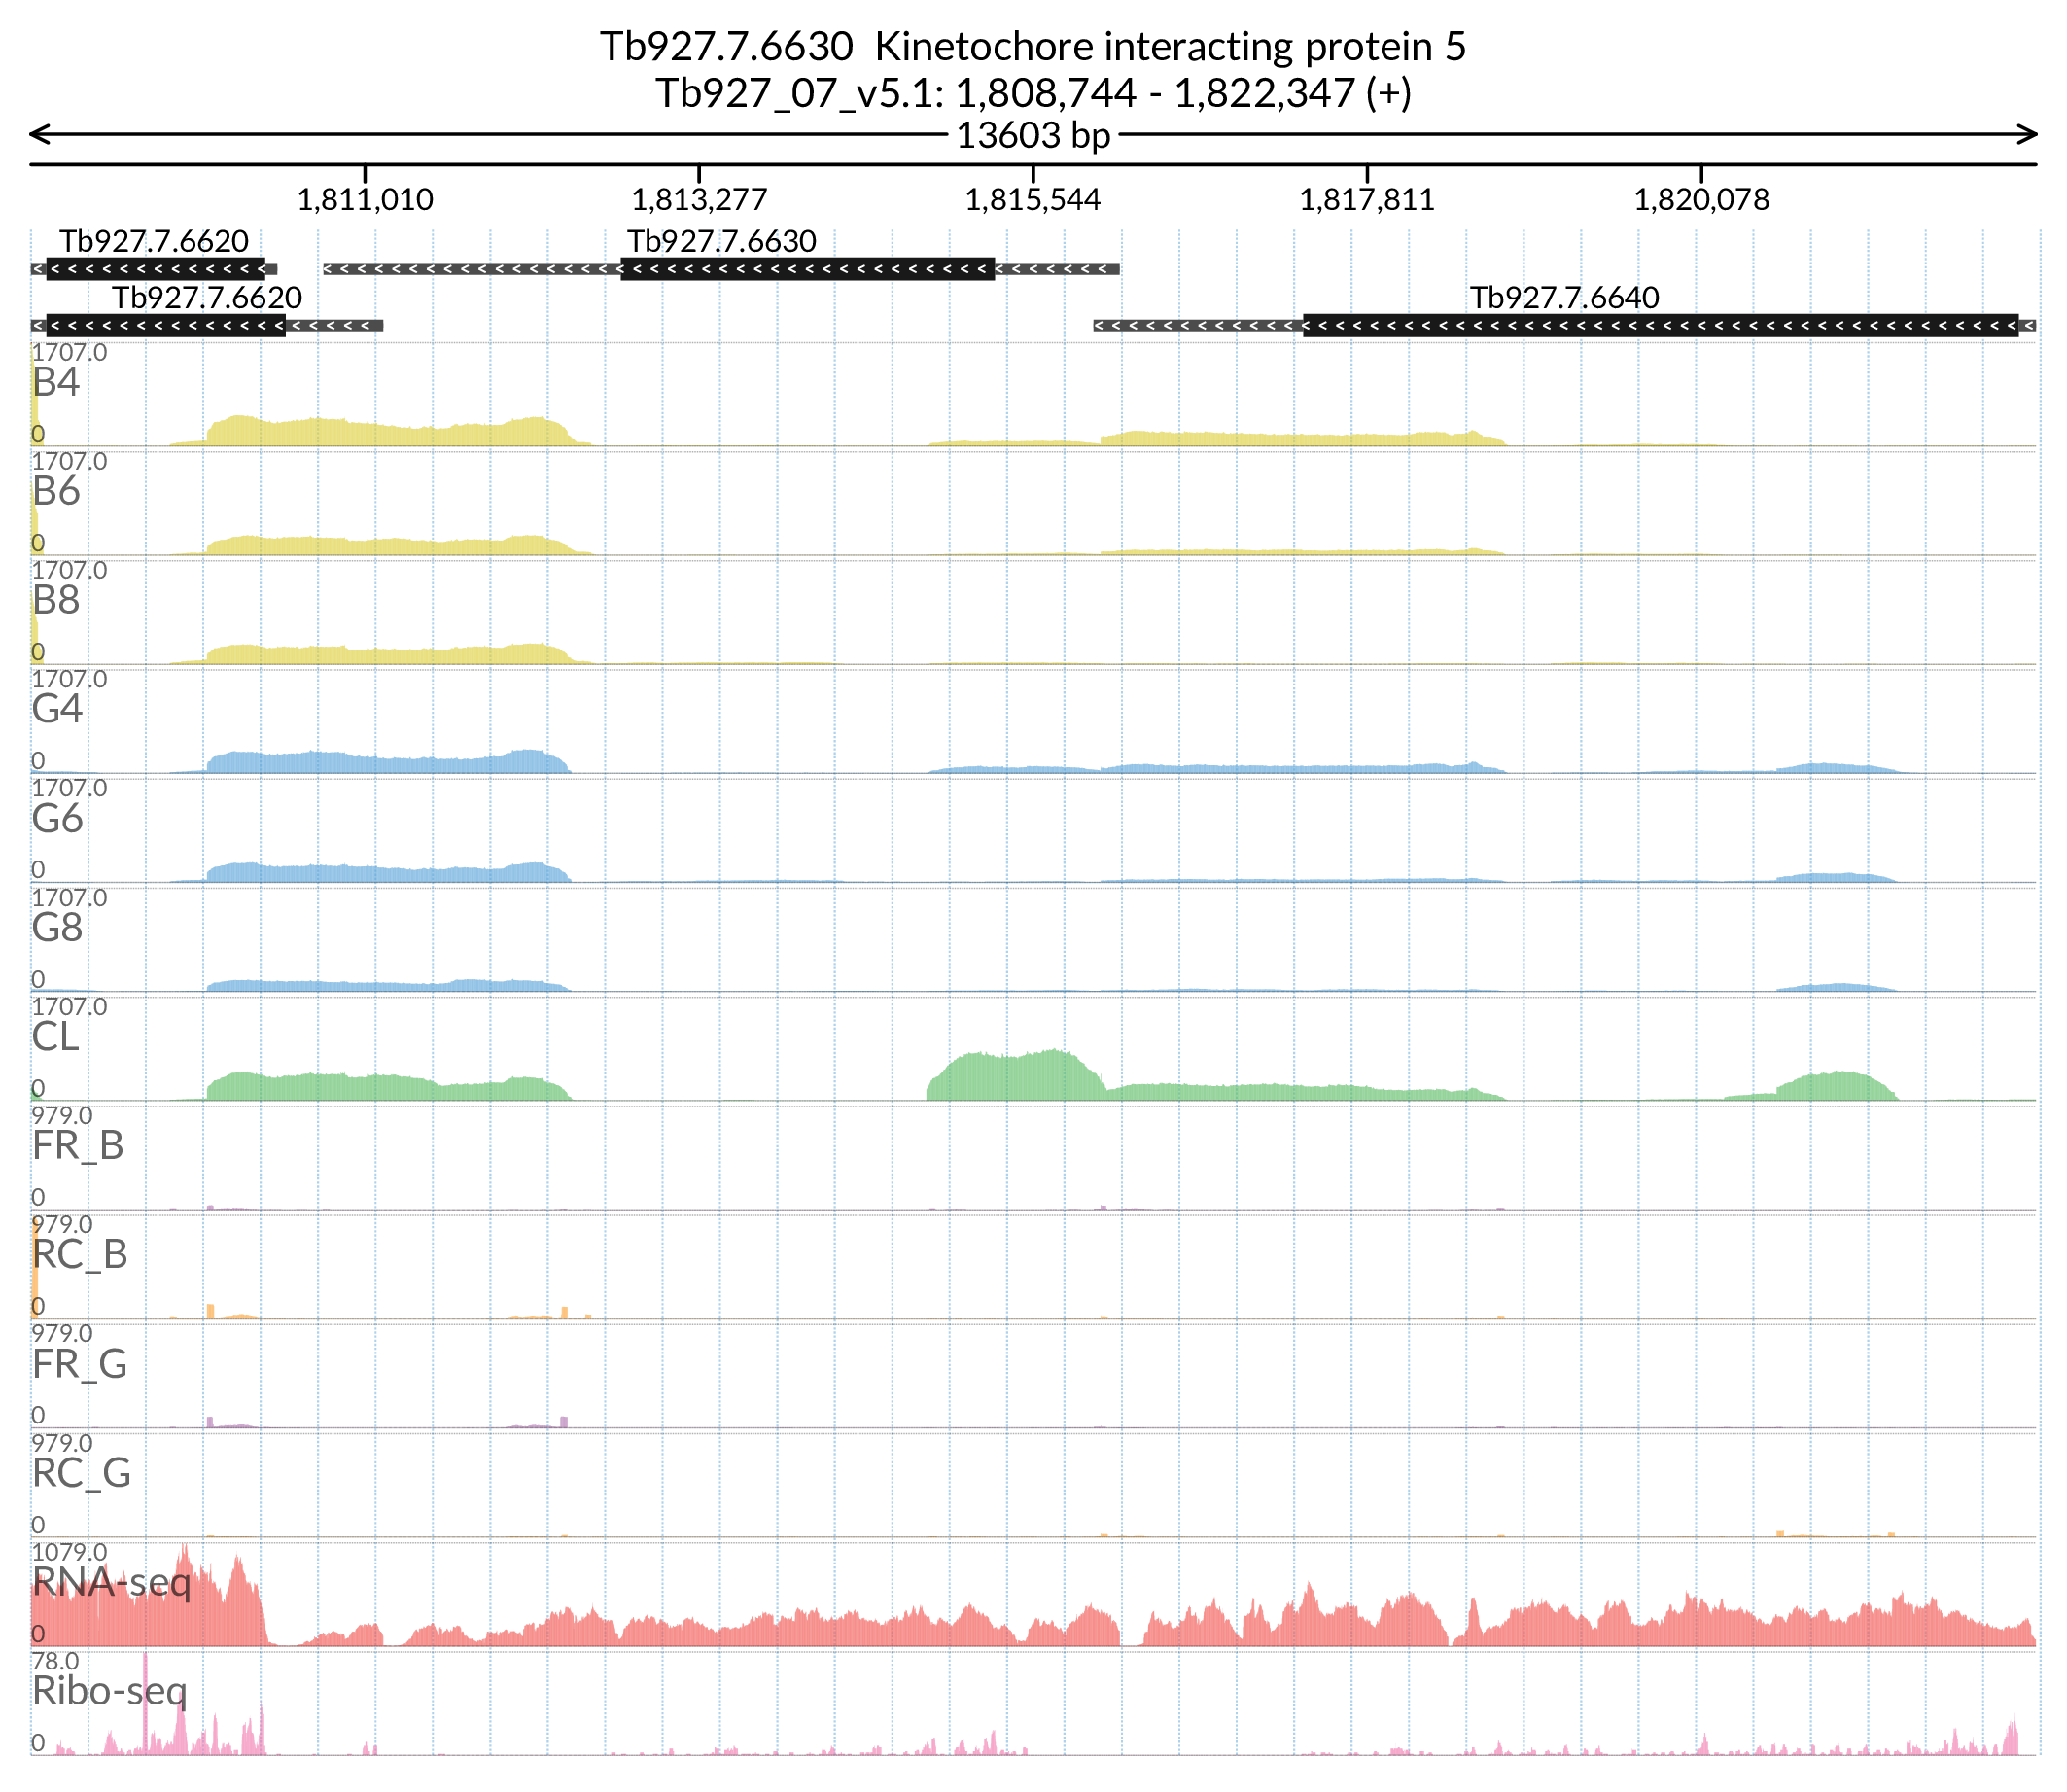 Tb927.7.6630 Kinetochore interacting protein 5
Tb927_07_v5.1: 1,808,744 - 1,822,347 (+)
13603 bp
1,811,010 1,813,277 1,815,544 1,817,811 1,820,078
Tb927.7.6620 Tb927.7.6630
Tb927.7.6620 Tb927.7.6640
1707.0
B4
0
1707.0
B6
0
1707.0
B8
0
1707.0
G4
0
1707.0
G6
0
1707.0
G8
0
1707.0
CL
0
979.0
FR_B
0
979.0
RC_B
0
979.0
FR_G
0
979.0
RC_G
0
1079.0
RNA-seq
0
78.0
Ribo-seq
0